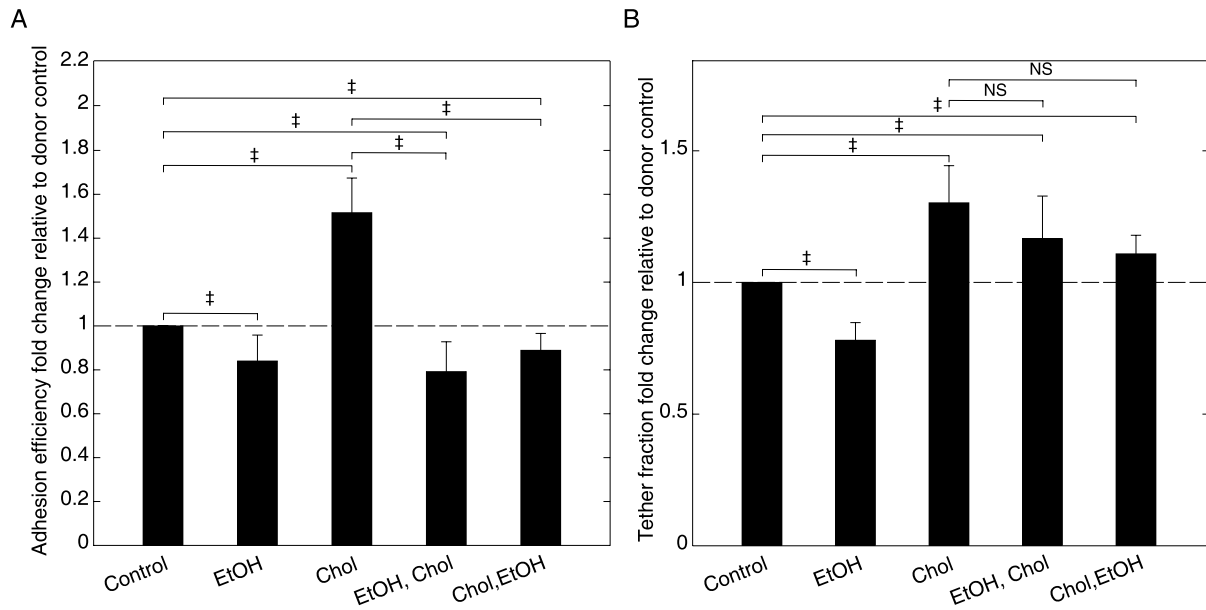 A
Adhesion efficiency fold change relative to donor control
2.2
2
1.8
1.6
1.4
1.2
1
0.8
0.6
0.4
0.2
0
‡
‡
‡
‡
‡
‡
Control
EtOH
Chol
EtOH, Chol
Chol,EtOH
B
Tether fraction fold change relative to donor control
1.5
1
0.5
0
NS
NS
‡
‡
‡
‡
Control
EtOH
Chol
EtOH, Chol
Chol,EtOH